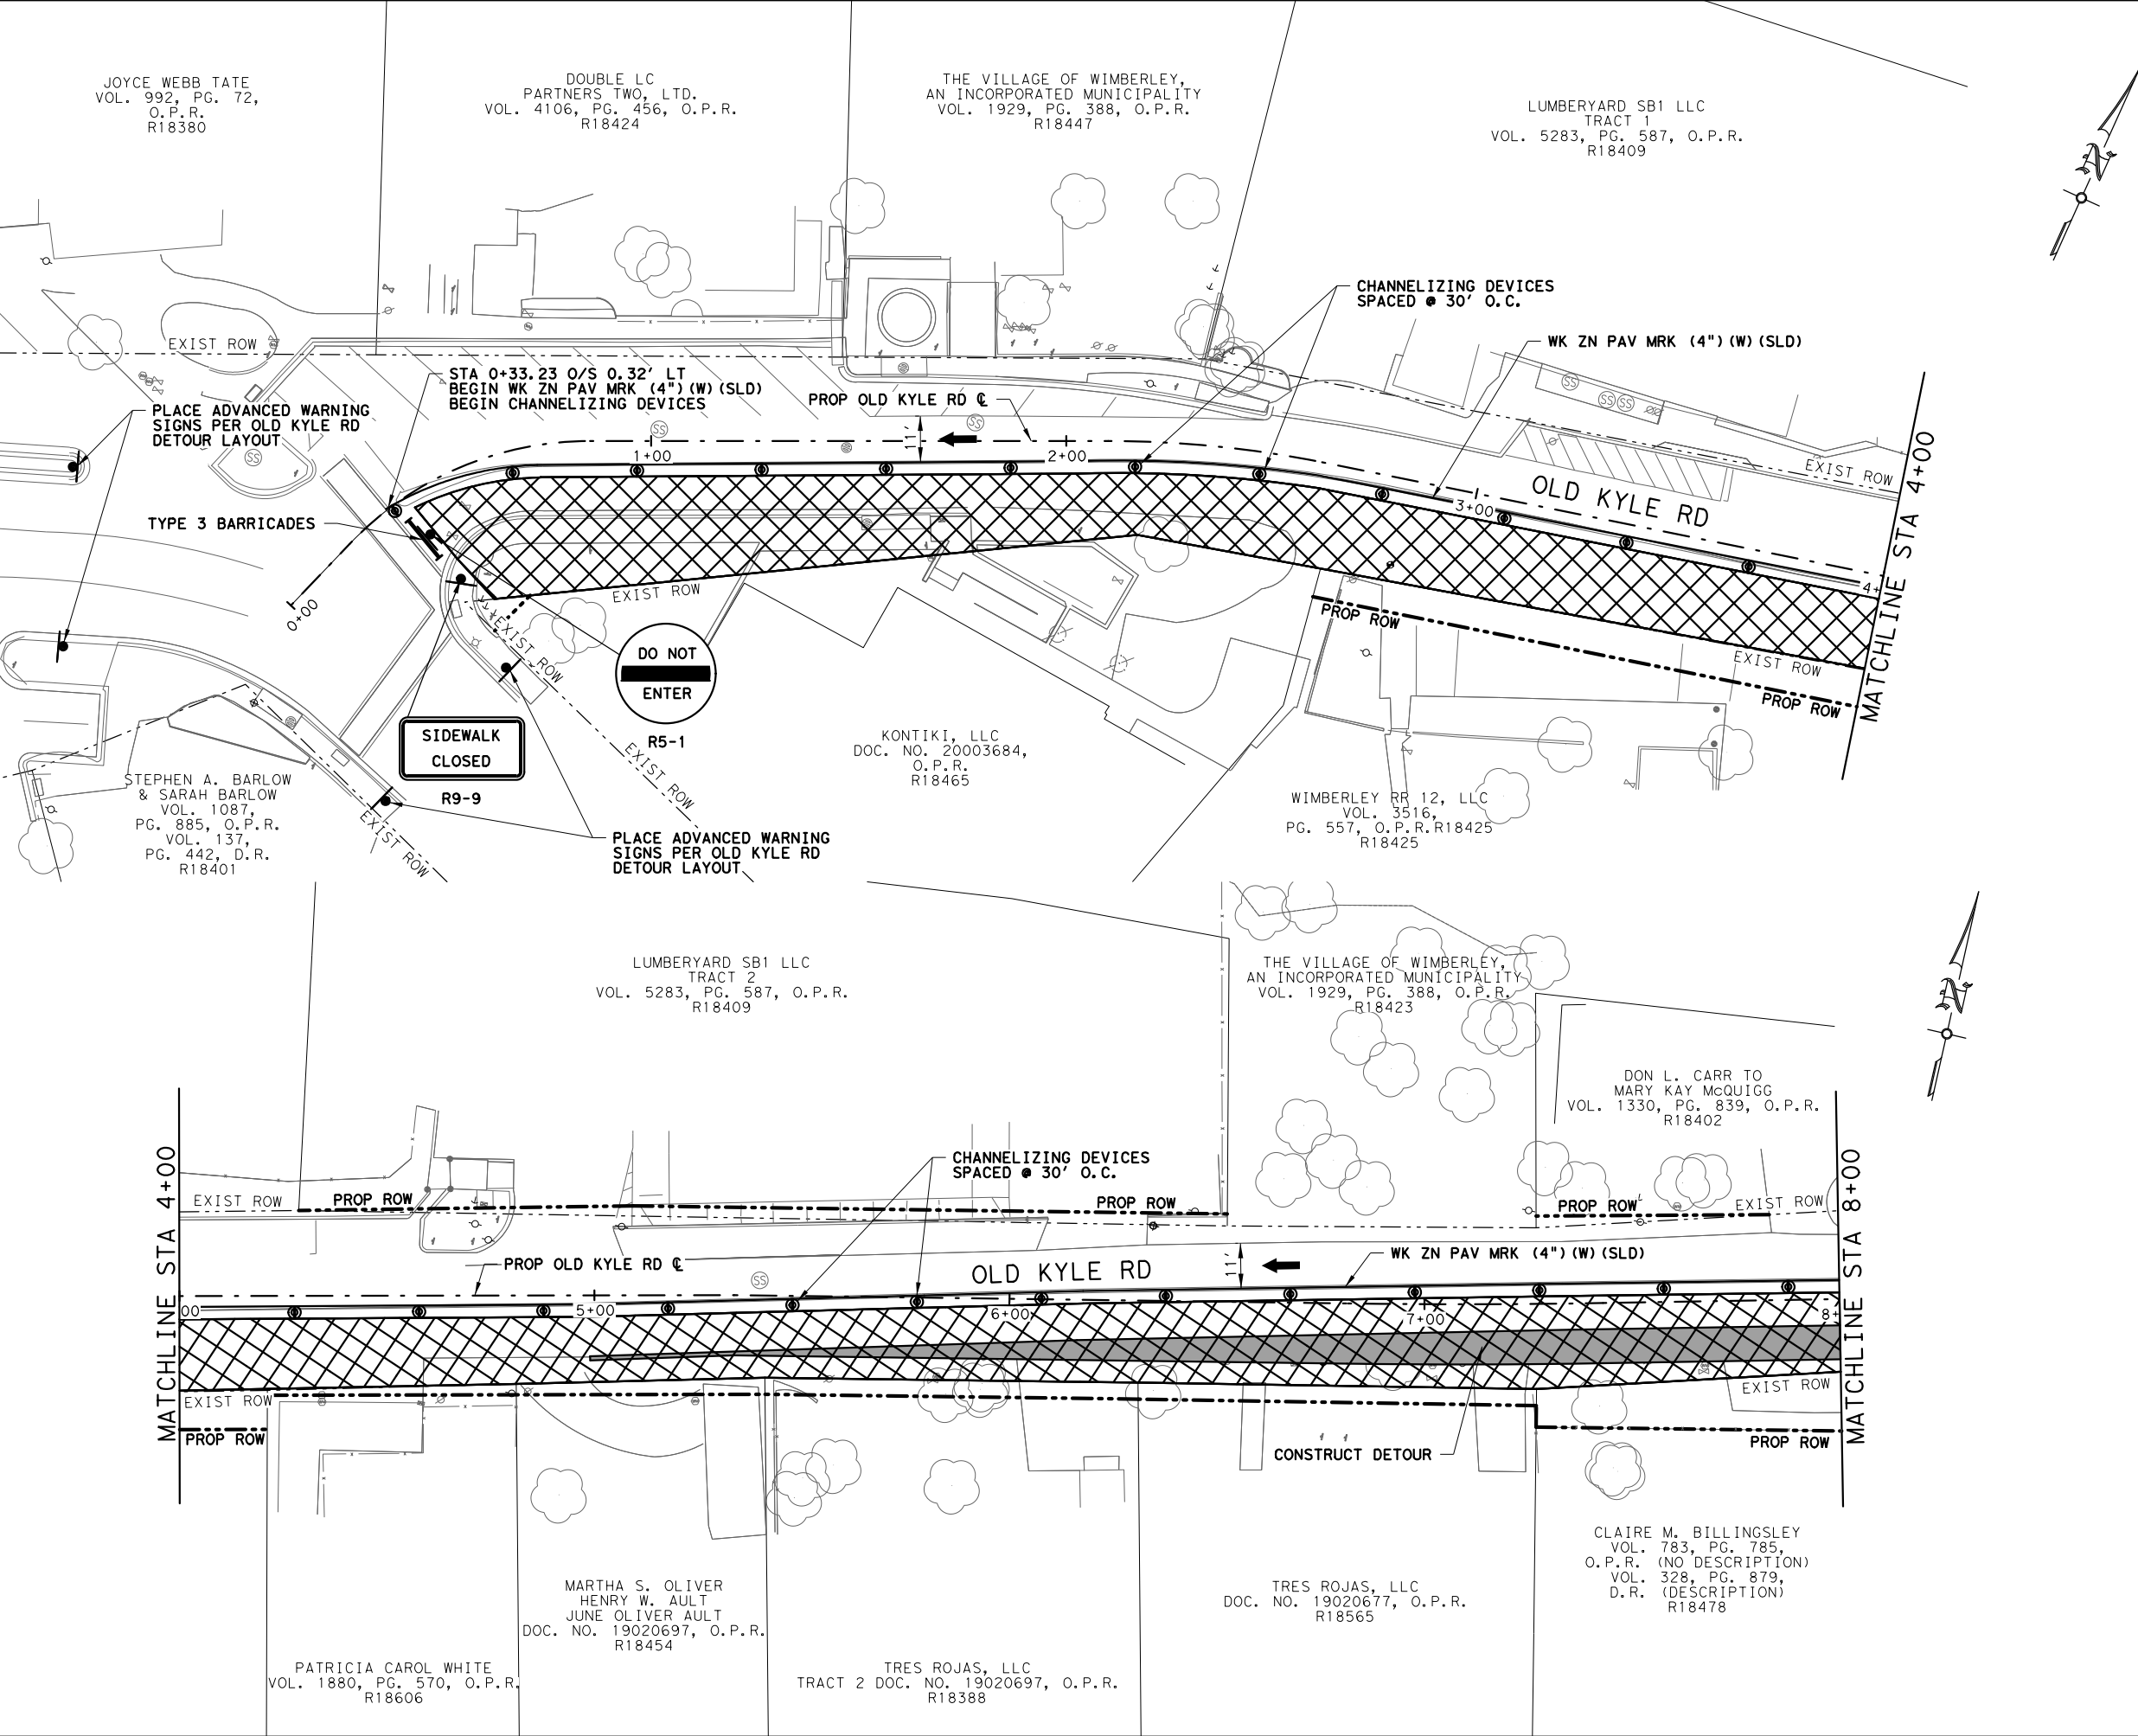 JOYCE WEBB TATE
VOL. 992, PG. 72,
O.P.R.
R18380
DOUBLE LC
PARTNERS TWO, LTD.
VOL. 4106, PG. 456, O.P.R.
R18424
THE VILLAGE OF WIMBERLEY,
AN INCORPORATED MUNICIPALITY
VOL. 1929, PG. 388, O.P.R.
R18447
LUMBERYARD SB1 LLC
TRACT 1
VOL. 5283, PG. 587, O.P.R.
R18409
N
CHANNELIZING DEVICES
SPACED @ 30' O.C.
WK ZN PAV MRK (4")(W)(SLD)
EXIST ROW
STA 0+33.23 O/S 0.32' LT
BEGIN WK ZN PAV MRK (4")(W)(SLD)
BEGIN CHANNELIZING DEVICES
PROP OLD KYLE RD ℄
PLACE ADVANCED WARNING
SIGNS PER OLD KYLE RD
DETOUR LAYOUT
SS
SS
SS
SS
SS
SS
11'
1+00
2+00
3+00
4+
OLD KYLE RD
EXIST ROW
MATCHLINE STA 4+00
TYPE 3 BARRICADES
0+00
EXIST ROW
EXIST ROW
PROP ROW
EXIST ROW
PROP ROW
DO NOT
ENTER
R5-1
SIDEWALK
CLOSED
R9-9
EXIST ROW
EXIST ROW
KONTIKI, LLC
DOC. NO. 20003684,
O.P.R.
R18465
STEPHEN A. BARLOW
& SARAH BARLOW
VOL. 1087,
PG. 885, O.P.R.
VOL. 137,
PG. 442, D.R.
R18401
WIMBERLEY RR 12, LLC
VOL. 3516,
PG. 557, O.P.R.R18425
R18425
PLACE ADVANCED WARNING
SIGNS PER OLD KYLE RD
DETOUR LAYOUT
LUMBERYARD SB1 LLC
TRACT 2
VOL. 5283, PG. 587, O.P.R.
R18409
THE VILLAGE OF WIMBERLEY,
AN INCORPORATED MUNICIPALITY
VOL. 1929, PG. 388, O.P.R.
R18423
N
DON L. CARR TO
MARY KAY McQUIGG
VOL. 1330, PG. 839, O.P.R.
R18402
CHANNELIZING DEVICES
SPACED @ 30' O.C.
MATCHLINE STA 4+00
EXIST ROW
PROP ROW
PROP ROW
PROP ROW
EXIST ROW
MATCHLINE STA 8+00
PROP OLD KYLE RD ℄
SS
OLD KYLE RD
11'
WK ZN PAV MRK (4")(W)(SLD)
00
5+00
6+00
7+00
8+
EXIST ROW
PROP ROW
EXIST ROW
PROP ROW
CONSTRUCT DETOUR
CLAIRE M. BILLINGSLEY
VOL. 783, PG. 785,
O.P.R. (NO DESCRIPTION)
VOL. 328, PG. 879,
D.R. (DESCRIPTION)
R18478
MARTHA S. OLIVER
HENRY W. AULT
JUNE OLIVER AULT
DOC. NO. 19020697, O.P.R.
R18454
TRES ROJAS, LLC
DOC. NO. 19020677, O.P.R.
R18565
PATRICIA CAROL WHITE
VOL. 1880, PG. 570, O.P.R.
R18606
TRES ROJAS, LLC
TRACT 2 DOC. NO. 19020697, O.P.R.
R18388